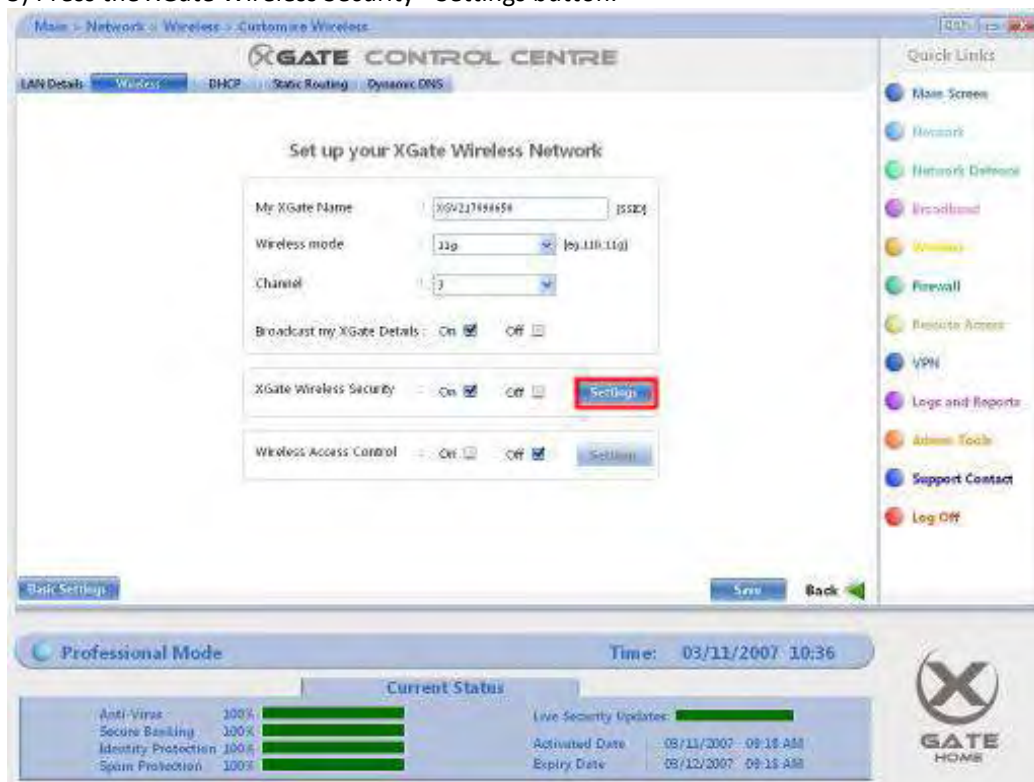 Main > Network > Wireless > Customise Wireless
XGATE CONTROL CENTRE
LAN Details Wireless DHCP Static Routing Dynamic DNS
Set up your XGate Wireless Network
My XGate Name : [SSID]
Wireless mode : 11g [eg.11b,11g]
Channel : 3
Broadcast my XGate Details : On Off
XGate Wireless Security : On Off Settings
Wireless Access Control : On Off Settings
Basic Settings Save Back
Quick Links
Main Screen
Network
Network Defence
Broadband
Wireless
Firewall
Remote Access
VPN
Logs and Reports
Admin Tools
Support Contact
Log Off
Professional Mode Time: 03/11/2007 10:36
Current Status
Anti-Virus 100%
Secure Banking 100%
Identity Protection 100%
Spam Protection 100%
Live Security Updates:
Activated Date 03/11/2007 09:18 AM
Expiry Date 03/12/2007 09:18 AM
X
GATE
HOME